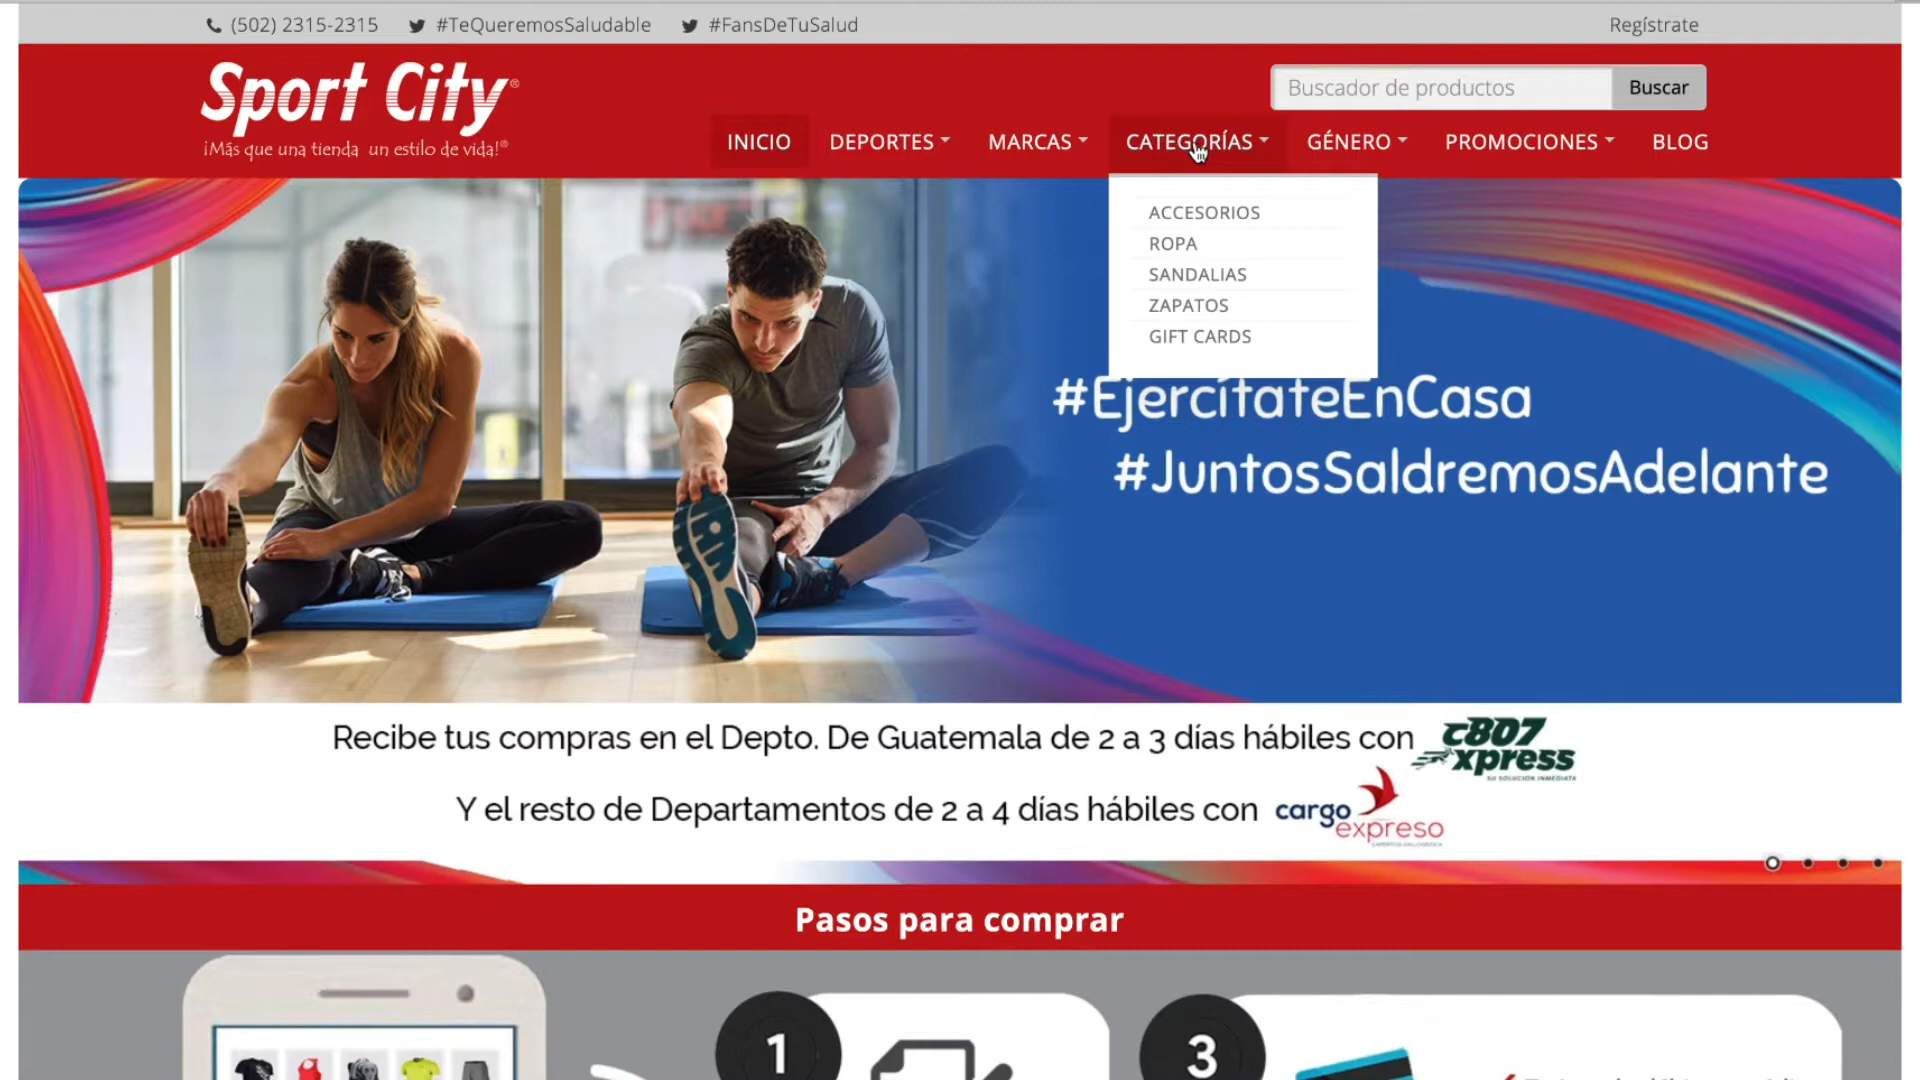 (502) 2315-2315 #TeQueremosSaludable #FansDeTuSalud Regístrate
Sport City®
¡Más que una tienda un estilo de vida!®
Buscador de productos Buscar
INICIO DEPORTES MARCAS CATEGORÍAS GÉNERO PROMOCIONES BLOG
ACCESORIOS
ROPA
SANDALIAS
ZAPATOS
GIFT CARDS
#EjercítateEnCasa
#JuntosSaldremosAdelante
Recibe tus compras en el Depto. De Guatemala de 2 a 3 días hábiles con c807 xpress
SU SOLUCIÓN INMEDIATA
Y el resto de Departamentos de 2 a 4 días hábiles con cargo expreso
Pasos para comprar
1 3